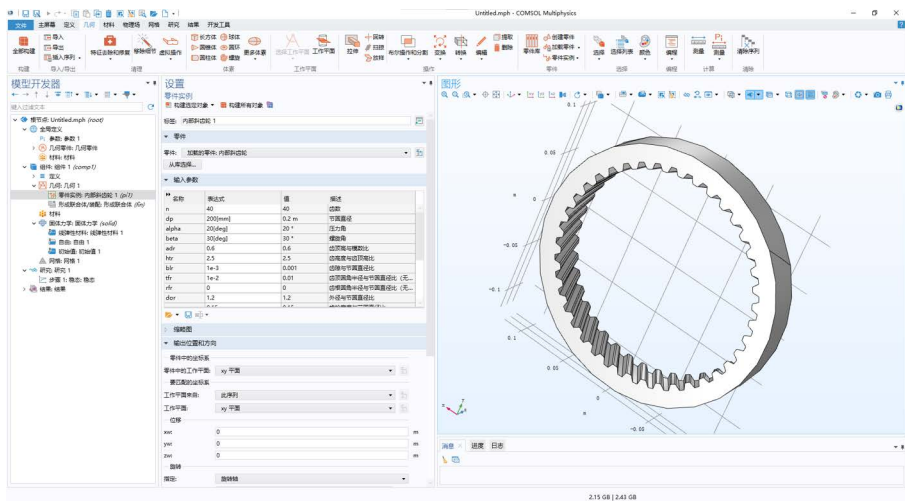 Untitled.mph - COMSOL Multiphysics
文件 主屏幕 定义 几何 材料 物理场 网格 研究 结果 开发工具
全部构建
导入
导出
插入序列
特征去除和修复 移除细节 虚拟操作
长方体 球体
圆锥体 圆环
圆柱体 螺旋
更多体素
选择工作平面 工作平面
拉伸
回转
扫掠
放样
布尔操作和分割 变换 转换 编辑
提取
删除
零件库
创建零件
加载零件
零件实例
选择 选择列表 颜色 编程 测量 测量 清除序列
构建 导入/导出 清理 体素 工作平面 操作 零件 选择 编程 计算 清除
模型开发器
键入过滤文本
根节点: Untitled.mph (root)
全局定义
参数: 参数 1
几何零件: 几何零件
材料: 材料
组件: 组件 1 (comp1)
定义
几何: 几何 1
零件实例: 内部斜齿轮 1 (pi1)
形成联合体/装配: 形成联合体 (fin)
材料
固体力学: 固体力学 (solid)
线弹性材料: 线弹性材料 1
自由: 自由 1
初始值: 初始值 1
网格: 网格 1
研究: 研究 1
步骤 1: 稳态: 稳态
结果: 结果
设置
零件实例
构建选定对象 构建所有对象
标签: 内部斜齿轮 1
零件
零件: 加载的零件: 内部斜齿轮
从库选择...
输入参数
名称 表达式 值 描述
n 40 40 齿数
dp 200[mm] 0.2 m 节圆直径
alpha 20[deg] 20 ° 压力角
beta 30[deg] 30 ° 螺旋角
adr 0.6 0.6 齿顶高与模数比
htr 2.5 2.5 齿高度与齿顶高比
blr 1e-3 0.001 齿隙与节圆直径比
tfr 1e-2 0.01 齿顶圆角半径与节圆直径比（无...
rfr 0 0 齿根圆角半径与节圆直径比（无...
dor 1.2 1.2 外径与节圆直径比
缩略图
输出位置和方向
零件中的坐标系
零件中的工作平面: xy 平面
要匹配的坐标系
工作平面来自: 此序列
工作平面: xy 平面
位移
xw: 0 m
yw: 0 m
zw: 0 m
旋转
指定: 旋转轴
图形
0.1
0.05
m
-0.05
-0.1
0.1
0.05
0
m
-0.05
消息 进度 日志
2.15 GB | 2.43 GB